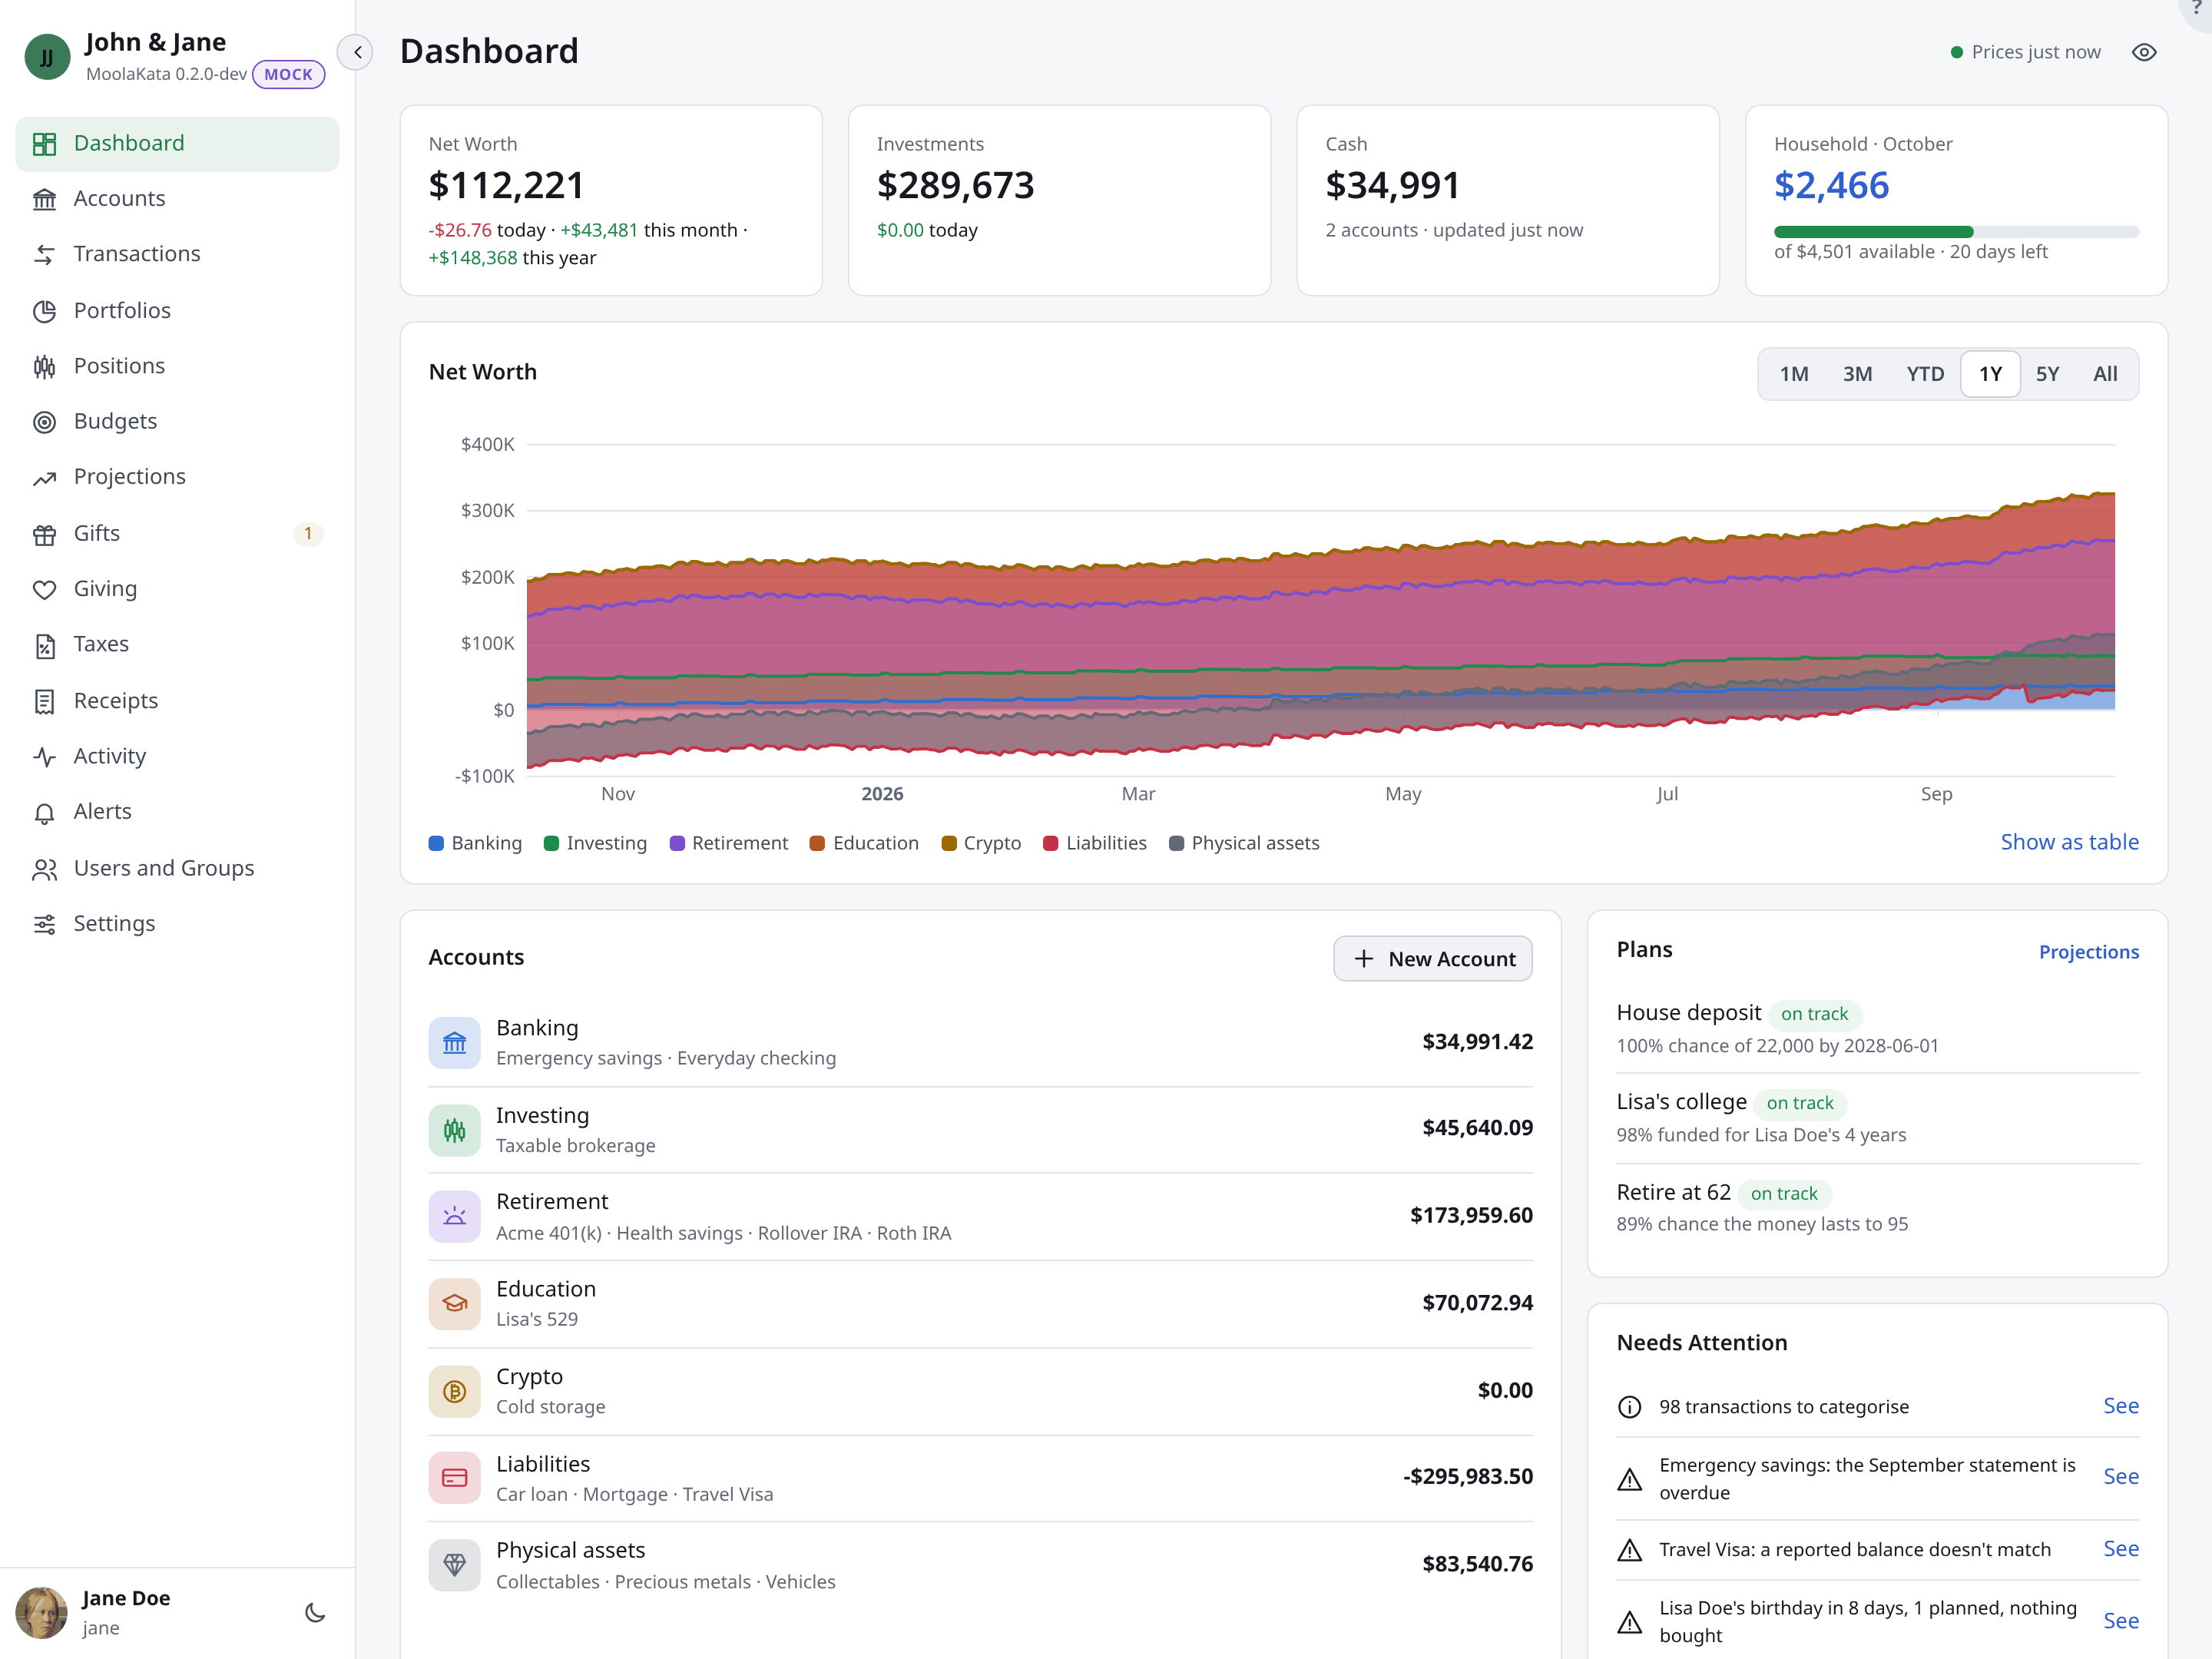 JJ
John & Jane
MoolaKata 0.2.0-dev MOCK
Dashboard
Accounts
Transactions
Portfolios
Positions
Budgets
Projections
Gifts 1
Giving
Taxes
Receipts
Activity
Alerts
Users and Groups
Settings
Jane Doe
jane
Dashboard
Prices just now
?
Net Worth
$112,221
-$26.76 today · +$43,481 this month ·
+$148,368 this year
Investments
$289,673
$0.00 today
Cash
$34,991
2 accounts · updated just now
Household · October
$2,466
of $4,501 available · 20 days left
Net Worth
1M 3M YTD 1Y 5Y All
$400K
$300K
$200K
$100K
$0
-$100K
Nov 2026 Mar May Jul Sep
Banking Investing Retirement Education Crypto Liabilities Physical assets
Show as table
Accounts
New Account
Banking
Emergency savings · Everyday checking
$34,991.42
Investing
Taxable brokerage
$45,640.09
Retirement
Acme 401(k) · Health savings · Rollover IRA · Roth IRA
$173,959.60
Education
Lisa's 529
$70,072.94
Crypto
Cold storage
$0.00
Liabilities
Car loan · Mortgage · Travel Visa
-$295,983.50
Physical assets
Collectables · Precious metals · Vehicles
$83,540.76
Plans
Projections
House deposit on track
100% chance of 22,000 by 2028-06-01
Lisa's college on track
98% funded for Lisa Doe's 4 years
Retire at 62 on track
89% chance the money lasts to 95
Needs Attention
98 transactions to categorise See
Emergency savings: the September statement is
overdue
See
Travel Visa: a reported balance doesn't match See
Lisa Doe's birthday in 8 days, 1 planned, nothing
bought
See